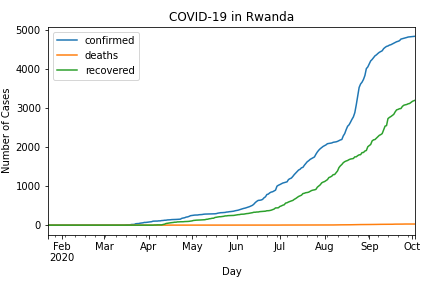 COVID-19 in Rwanda
confirmed
deaths
recovered
Number of Cases
5000
4000
3000
2000
1000
0
Feb Mar Apr May Jun Jul Aug Sep Oct
2020
Day